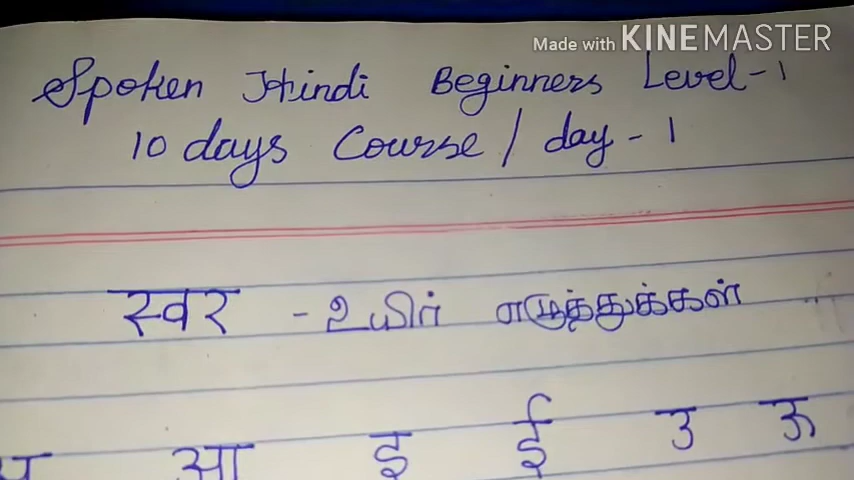 Made with KINEMASTER
Spoken Hindi Beginners Level-1
10 days Course / day - 1
स्वर - உயிர் எழுத்துக்கள்
आ इ ई उ ऊ